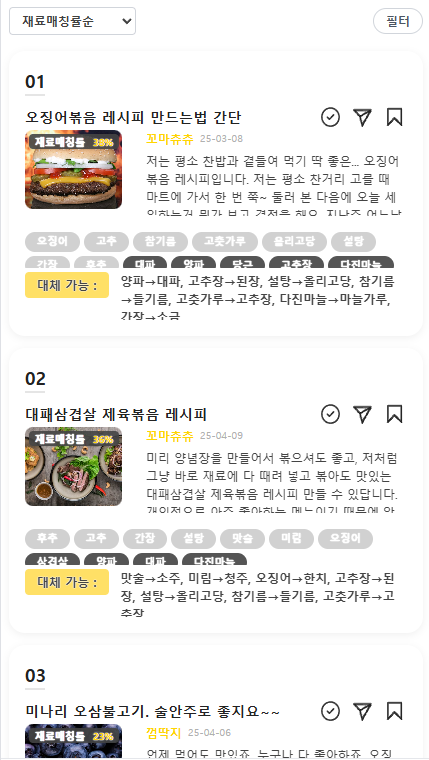 재료매칭률순
필터
01
오징어볶음 레시피 만드는법 간단
재료매칭률 38%
꼬마츄츄 25-03-08
저는 평소 찬밥과 곁들여 먹기 딱 좋은... 오징어
볶음 레시피입니다. 저는 평소 찬거리 고를 때
마트에 가서 한 번 쭉~ 둘러 본 다음에 오늘 세
오징어 고추 참기름 고춧가루 올리고당 설탕
간장 후추 대파 양파 당근 고추장 다진마늘
대체 가능 :
양파→대파, 고추장→된장, 설탕→올리고당, 참기름
→들기름, 고춧가루→고추장, 다진마늘→마늘가루,
간장→소금
02
대패삼겹살 제육볶음 레시피
재료매칭률 36%
꼬마츄츄 25-04-09
미리 양념장을 만들어서 볶으셔도 좋고, 저처럼
그냥 바로 재료에 다 때려 넣고 볶아도 맛있는
대패삼겹살 제육볶음 레시피 만들 수 있답니다.
개인적으로 아주 좋아하는 메뉴이기 때문에 양
후추 고추 간장 설탕 맛술 미림 오징어
삼겹살 양파 대파 다진마늘
대체 가능 :
맛술→소주, 미림→청주, 오징어→한치, 고추장→된
장, 설탕→올리고당, 참기름→들기름, 고춧가루→고
추장
03
미나리 오삼불고기. 술안주로 좋지요~~
재료매칭률 23%
껌딱지 25-04-06
언제 먹어도 맛있죠. 누구나 다 좋아하죠. 오징